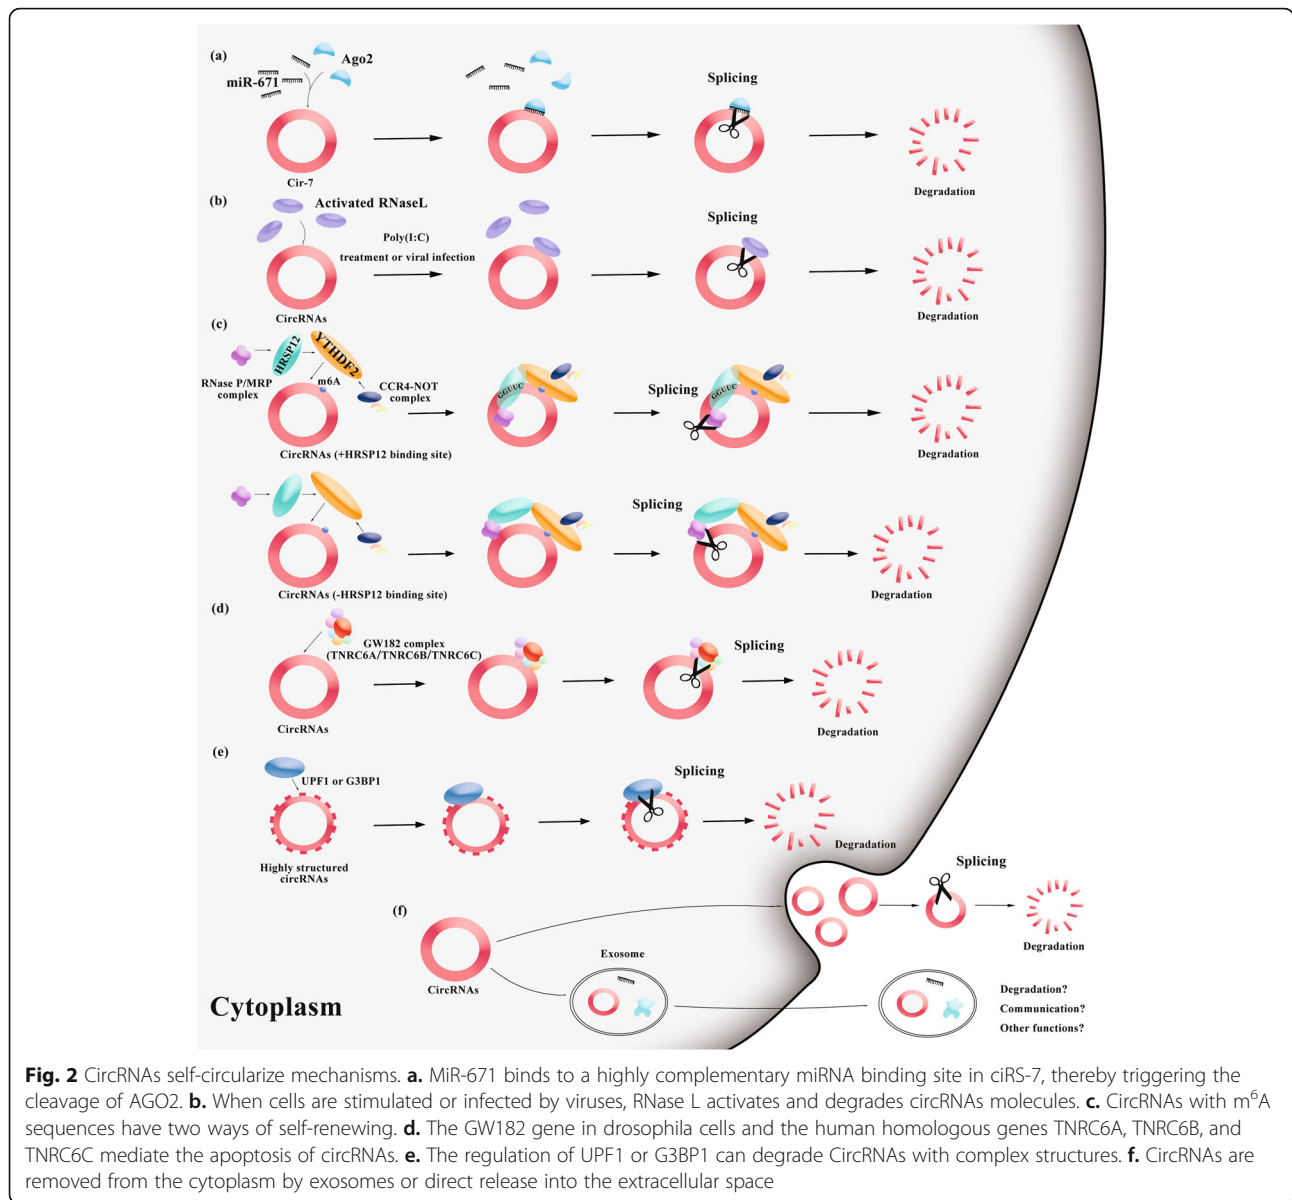 (a)
Ago2
miR-671
Splicing
Cir-7
Degradation
(b)
Activated RNaseL
Splicing
Poly(I:C)
treatment or viral infection
CircRNAs
Degradation
(c)
HRSP12
YTHDF2
RNase P/MRP
complex
m6A
CCR4-NOT
complex
GGUUC
Splicing
GGUUC
CircRNAs (+HRSP12 binding site)
Degradation
Splicing
CircRNAs (-HRSP12 binding site)
Degradation
(d)
GW182 complex
(TNRC6A/TNRC6B/TNRC6C)
Splicing
CircRNAs
Degradation
(e)
UPF1 or G3BP1
Splicing
Highly structured
circRNAs
Degradation
(f)
Splicing
CircRNAs
Degradation
Exosome
Degradation?
Communication?
Other functions?
Cytoplasm
Fig. 2 CircRNAs self-circularize mechanisms. a. MiR-671 binds to a highly complementary miRNA binding site in ciRS-7, thereby triggering the
cleavage of AGO2. b. When cells are stimulated or infected by viruses, RNase L activates and degrades circRNAs molecules. c. CircRNAs with m⁶A
sequences have two ways of self-renewing. d. The GW182 gene in drosophila cells and the human homologous genes TNRC6A, TNRC6B, and
TNRC6C mediate the apoptosis of circRNAs. e. The regulation of UPF1 or G3BP1 can degrade CircRNAs with complex structures. f. CircRNAs are
removed from the cytoplasm by exosomes or direct release into the extracellular space